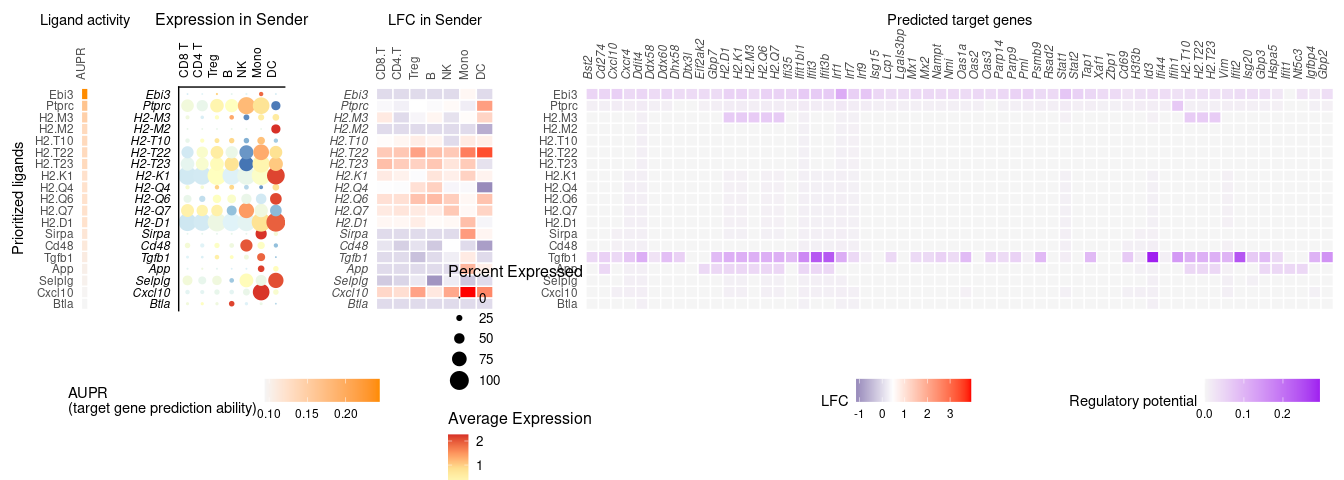 Ligand activity
Expression in Sender
LFC in Sender
Predicted target genes
AUPR
CD8 T
CD4 T
Treg
B
NK
Mono
DC
CD8.T
CD4.T
Treg
B
NK
Mono
DC
Bst2
Cd274
Cxcl10
Cxcr4
Ddit4
Ddx58
Ddx60
Dhx58
Dtx3l
Eif2ak2
Gbp7
H2.D1
H2.K1
H2.M3
H2.Q6
H2.Q7
Ifi35
Ifit1bl1
Ifit3
Ifit3b
Irf1
Irf7
Irf9
Isg15
Lcp1
Lgals3bp
Mx1
Mx2
Nampt
Nmi
Oas1a
Oas2
Oas3
Parp14
Parp9
Pml
Psmb9
Rsad2
Stat1
Stat2
Tap1
Xaf1
Zbp1
Cd69
H3f3b
Id3
Ifi44
Ifih1
H2.T10
H2.T22
H2.T23
Vim
Ifit2
Isg20
Gbp3
Hspa5
Ifit1
Nt5c3
Igfbp4
Gbp2
Prioritized ligands
Ebi3
Ptprc
H2.M3
H2.M2
H2.T10
H2.T22
H2.T23
H2.K1
H2.Q4
H2.Q6
H2.Q7
H2.D1
Sirpa
Cd48
Tgfb1
App
Selplg
Cxcl10
Btla
Ebi3
Ptprc
H2-M3
H2-M2
H2-T10
H2-T22
H2-T23
H2-K1
H2-Q4
H2-Q6
H2-Q7
H2-D1
Sirpa
Cd48
Tgfb1
App
Selplg
Cxcl10
Btla
Ebi3
Ptprc
H2.M3
H2.M2
H2.T10
H2.T22
H2.T23
H2.K1
H2.Q4
H2.Q6
H2.Q7
H2.D1
Sirpa
Cd48
Tgfb1
App
Selplg
Cxcl10
Btla
Ebi3
Ptprc
H2.M3
H2.M2
H2.T10
H2.T22
H2.T23
H2.K1
H2.Q4
H2.Q6
H2.Q7
H2.D1
Sirpa
Cd48
Tgfb1
App
Selplg
Cxcl10
Btla
Percent Expressed
0
25
50
75
100
Average Expression
2
1
AUPR
(target gene prediction ability)
0.10 0.15 0.20
LFC
-1 0 1 2 3
Regulatory potential
0.0 0.1 0.2